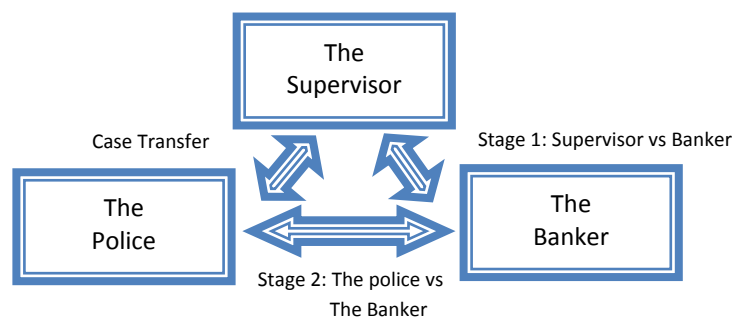 The
Supervisor
Case Transfer
Stage 1: Supervisor vs Banker
The
Police
The
Banker
Stage 2: The police vs
The Banker